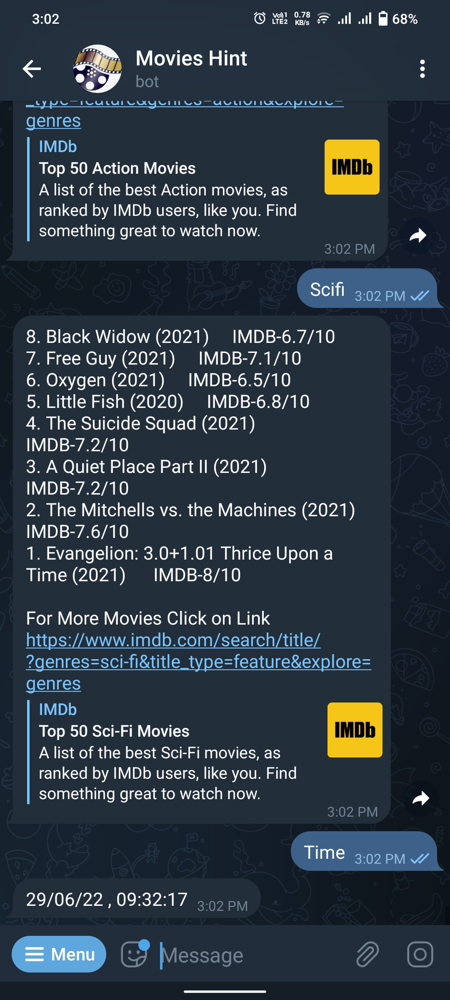 3:02
Vo)) 1
LTE2
0.78
KB/s
68%
Movies Hint
bot
_type=feature&genres=action&explore=
genres
IMDb
Top 50 Action Movies
A list of the best Action movies, as
ranked by IMDb users, like you. Find
something great to watch now.
IMDb
3:02 PM
Scifi 3:02 PM
8. Black Widow (2021) IMDB-6.7/10
7. Free Guy (2021) IMDB-7.1/10
6. Oxygen (2021) IMDB-6.5/10
5. Little Fish (2020) IMDB-6.8/10
4. The Suicide Squad (2021)
IMDB-7.2/10
3. A Quiet Place Part II (2021)
IMDB-7.2/10
2. The Mitchells vs. the Machines (2021)
IMDB-7.6/10
1. Evangelion: 3.0+1.01 Thrice Upon a
Time (2021) IMDB-8/10
For More Movies Click on Link
https://www.imdb.com/search/title/
?genres=sci-fi&title_type=feature&explore=
genres
IMDb
Top 50 Sci-Fi Movies
A list of the best Sci-Fi movies, as
ranked by IMDb users, like you. Find
something great to watch now.
IMDb
3:02 PM
Time 3:02 PM
29/06/22 , 09:32:17 3:02 PM
Menu
Message